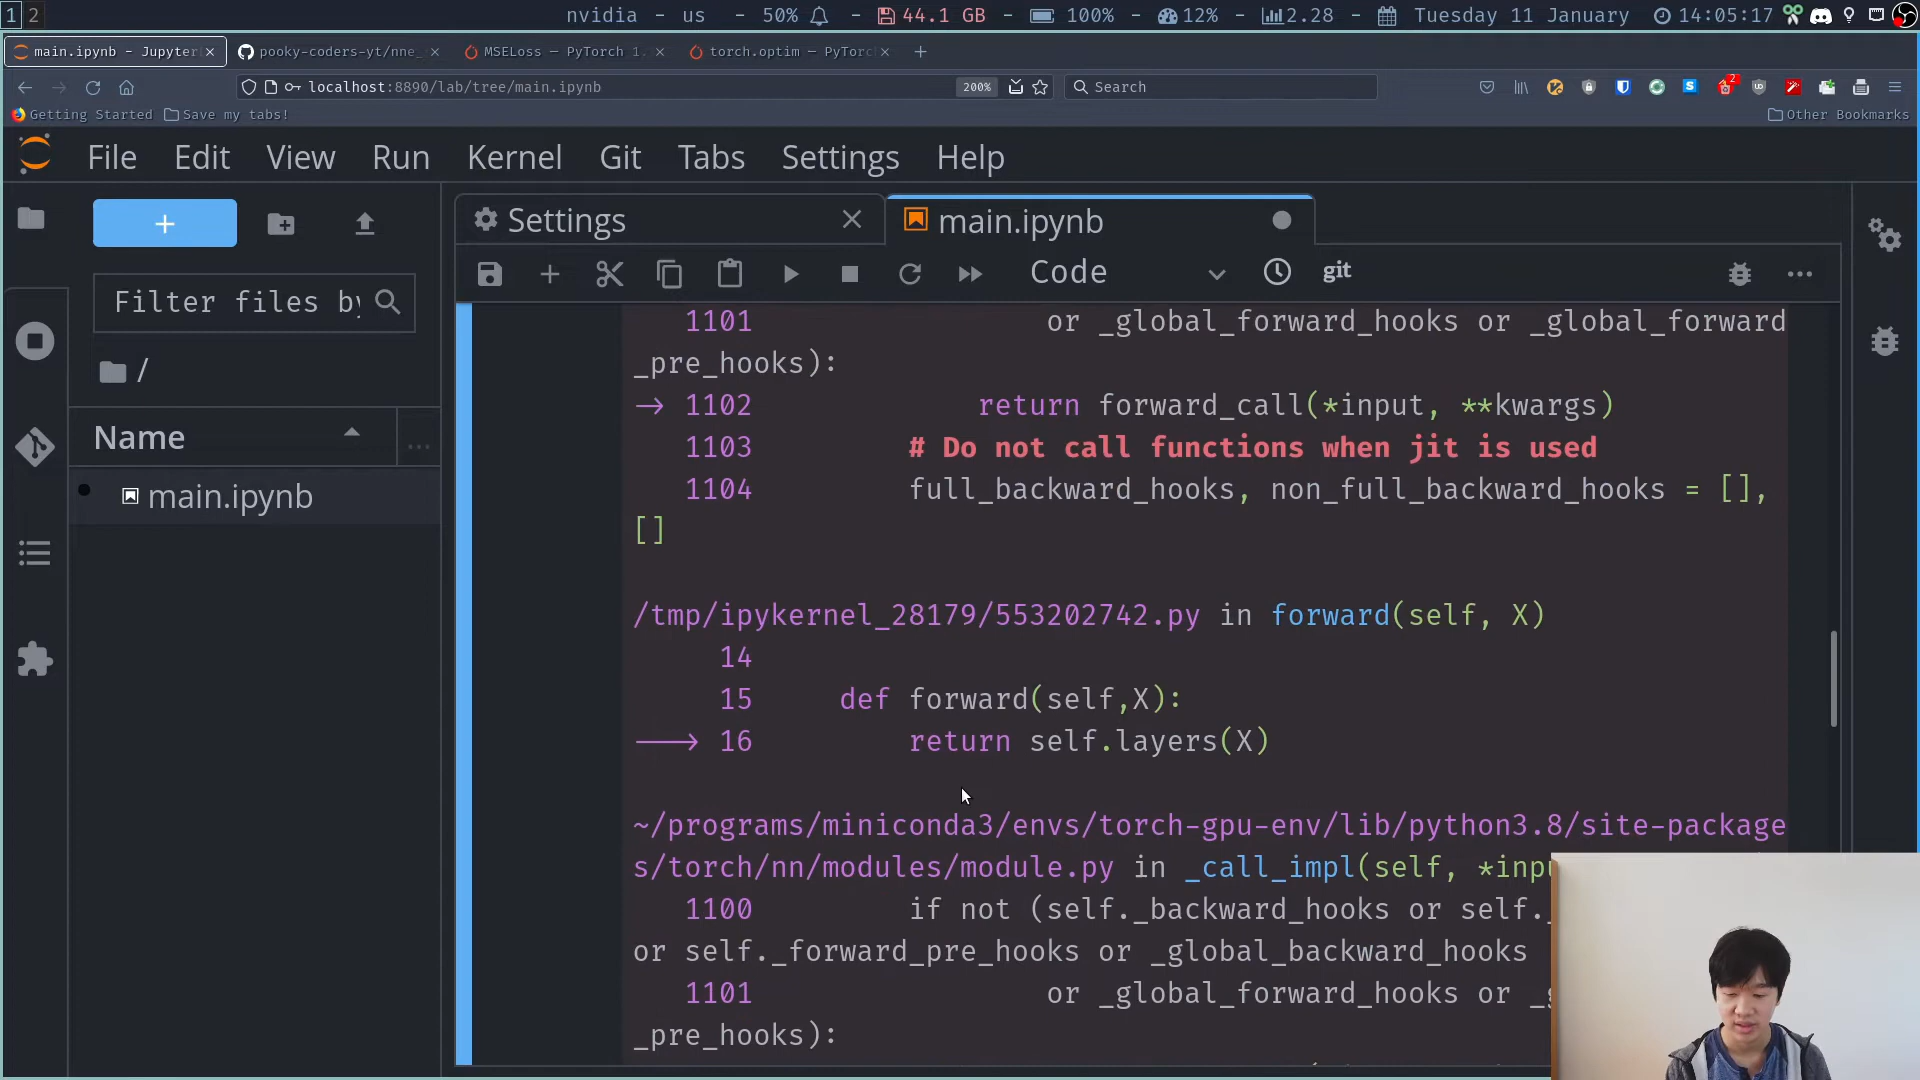 1 2 nvidia - us - 50% - 44.1 GB - 100% - 12% - 2.28 - Tuesday 11 January - 14:05:17
main.ipynb - Jupyter pooky-coders-yt/nne_ MSELoss — PyTorch 1. torch.optim — PyTorc
localhost:8890/lab/tree/main.ipynb 200% Search 2
Getting Started Save my tabs! Other Bookmarks
File Edit View Run Kernel Git Tabs Settings Help
+
Filter files by
/
Name
main.ipynb
Settings main.ipynb
Code git
1101 or _global_forward_hooks or _global_forward
_pre_hooks):
-> 1102 return forward_call(*input, **kwargs)
1103 # Do not call functions when jit is used
1104 full_backward_hooks, non_full_backward_hooks = [],
[]
/tmp/ipykernel_28179/553202742.py in forward(self, X)
14
15 def forward(self,X):
---> 16 return self.layers(X)
~/programs/miniconda3/envs/torch-gpu-env/lib/python3.8/site-package
s/torch/nn/modules/module.py in _call_impl(self, *inpu
1100 if not (self._backward_hooks or self._
or self._forward_pre_hooks or _global_backward_hooks
1101 or _global_forward_hooks or _g
_pre_hooks):